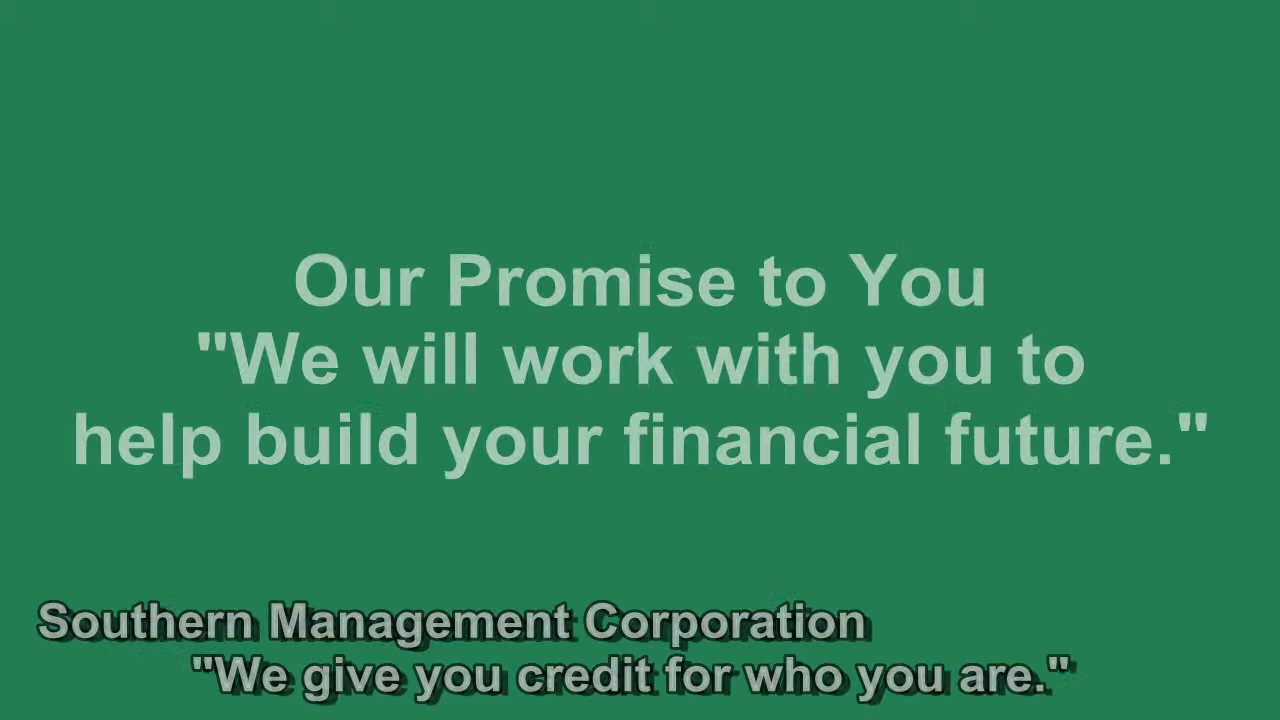 Our Promise to You
"We will work with you to
help build your financial future."
Southern Management Corporation
"We give you credit for who you are."